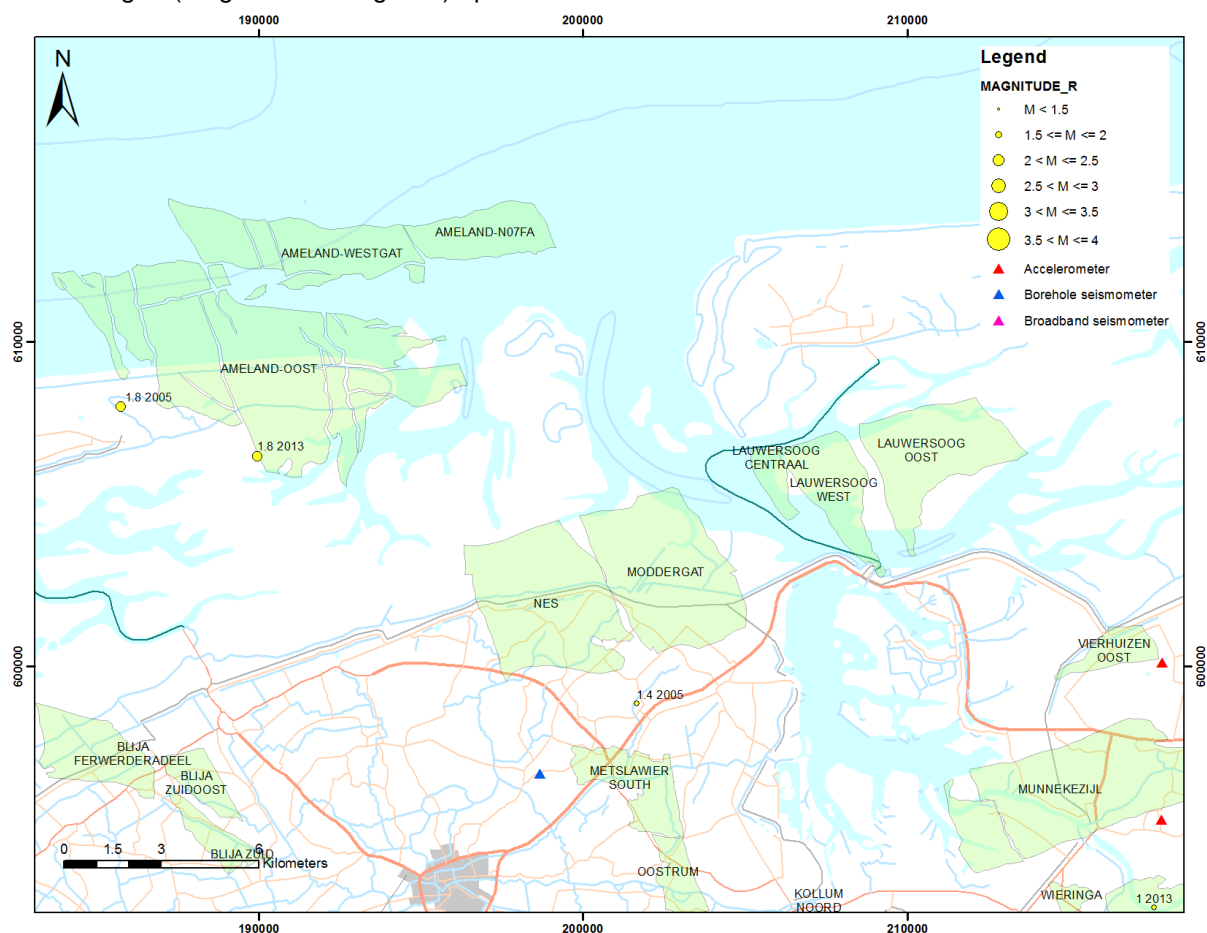 190000
200000
210000
N
Legend
MAGNITUDE_R
M < 1.5
1.5 <= M <= 2
2 < M <= 2.5
2.5 < M <= 3
3 < M <= 3.5
3.5 < M <= 4
Accelerometer
Borehole seismometer
Broadband seismometer
AMELAND-N07FA
AMELAND-WESTGAT
610000
610000
AMELAND-OOST
1.8 2005
1.8 2013
LAUWERSOOG
CENTRAAL
LAUWERSOOG
WEST
LAUWERSOOG
OOST
MODDERGAT
NES
VIERHUIZEN
OOST
600000
600000
1.4 2005
BLIJA
FERWERDERADEEL
BLIJA
ZUIDOOST
METSLAWIER
SOUTH
MUNNEKEZIJL
BLIJA ZUID
0 1.5 3 6
Kilometers
OOSTRUM
KOLLUM
NOORD
WIERINGA
1 2013
190000
200000
210000